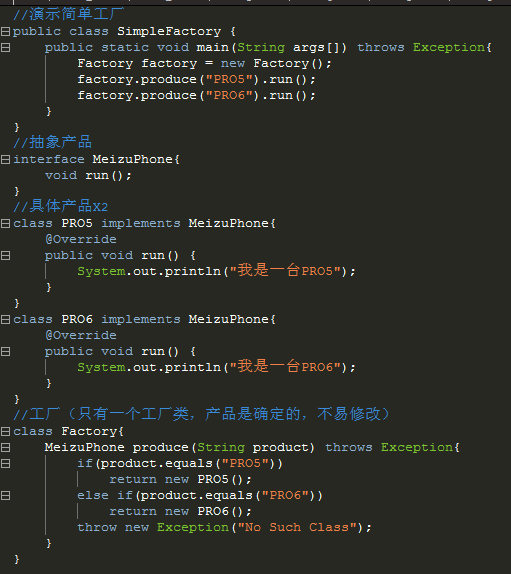 //演示简单工厂
public class SimpleFactory {
    public static void main(String args[]) throws Exception{
        Factory factory = new Factory();
        factory.produce("PRO5").run();
        factory.produce("PRO6").run();
    }
}
//抽象产品
interface MeizuPhone{
    void run();
}
//具体产品X2
class PRO5 implements MeizuPhone{
    @Override
    public void run() {
        System.out.println("我是一台PRO5");
    }
}
class PRO6 implements MeizuPhone{
    @Override
    public void run() {
        System.out.println("我是一台PRO6");
    }
}
//工厂（只有一个工厂类，产品是确定的，不易修改）
class Factory{
    MeizuPhone produce(String product) throws Exception{
        if(product.equals("PRO5"))
            return new PRO5();
        else if(product.equals("PRO6"))
            return new PRO6();
        throw new Exception("No Such Class");
    }
}